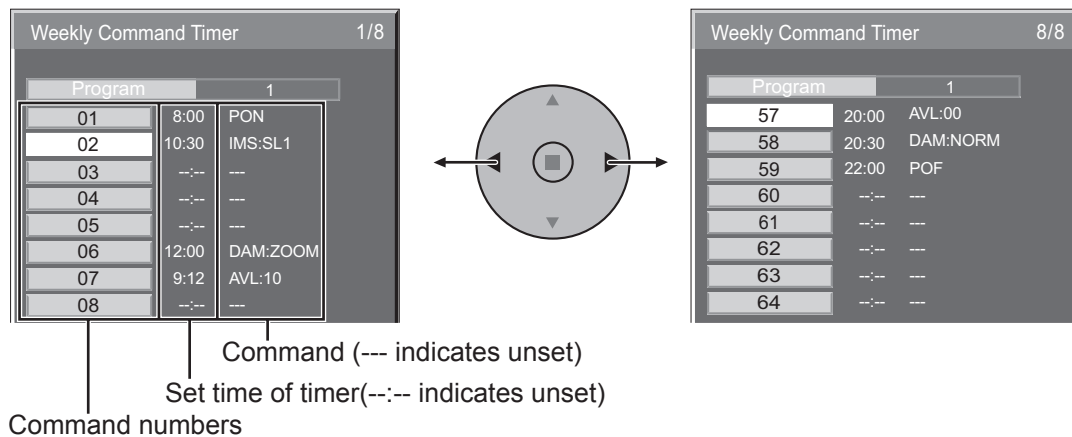 Weekly Command Timer 1/8
Program 1
01 8:00 PON
02 10:30 IMS:SL1
03 --:-- ---
04 --:-- ---
05 --:-- ---
06 12:00 DAM:ZOOM
07 9:12 AVL:10
08 --:-- ---
Command (--- indicates unset)
Set time of timer(--:-- indicates unset)
Command numbers
Weekly Command Timer 8/8
Program 1
57 20:00 AVL:00
58 20:30 DAM:NORM
59 22:00 POF
60 --:-- ---
61 --:-- ---
62 --:-- ---
63 --:-- ---
64 --:-- ---